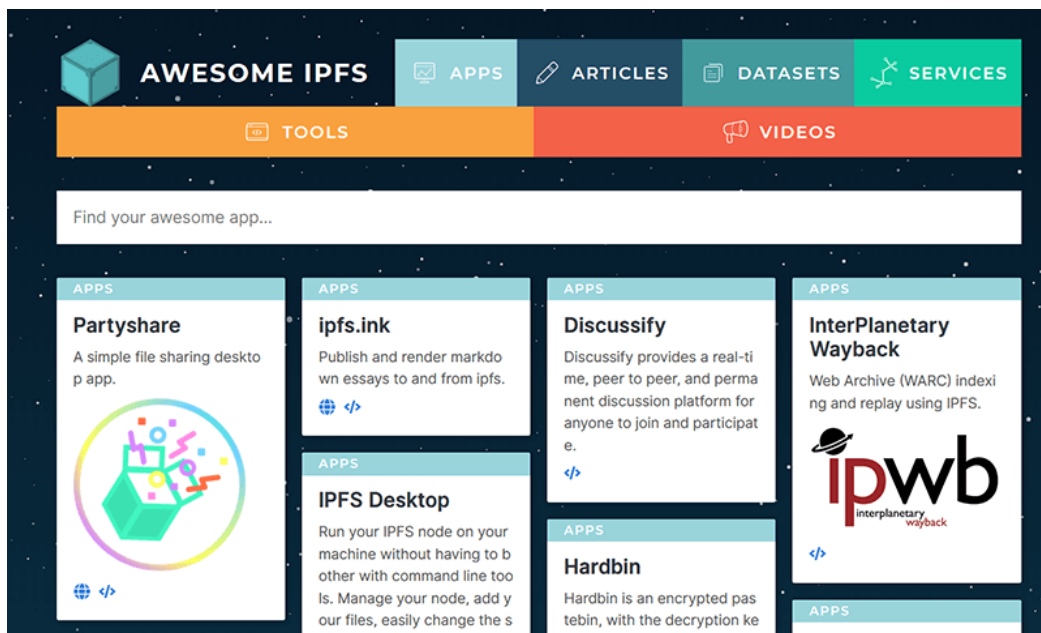 AWESOME IPFS
APPS
ARTICLES
DATASETS
SERVICES
TOOLS
VIDEOS
Find your awesome app...
APPS
Partyshare
A simple file sharing deskto
p app.
APPS
ipfs.ink
Publish and render markdo
wn essays to and from ipfs.
APPS
IPFS Desktop
Run your IPFS node on your
machine without having to b
other with command line too
ls. Manage your node, add y
our files, easily change the s
APPS
Discussify
Discussify provides a real-ti
me, peer to peer, and perma
nent discussion platform for
anyone to join and participat
e.
APPS
Hardbin
Hardbin is an encrypted pas
tebin, with the decryption ke
APPS
InterPlanetary
Wayback
Web Archive (WARC) indexi
ng and replay using IPFS.
ipwb
interplanetary
wayback
APPS